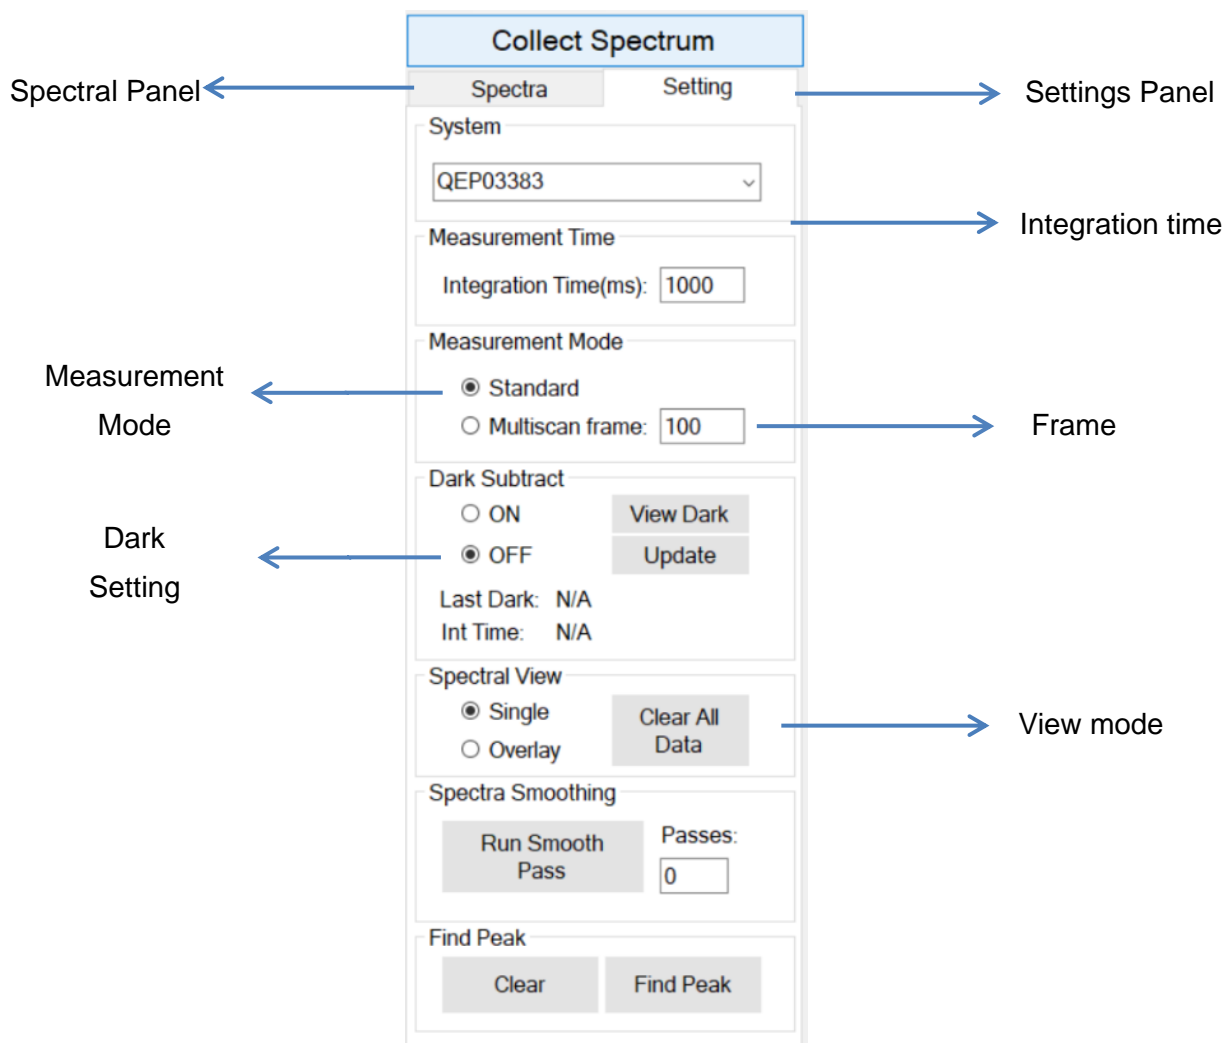 Collect Spectrum
Spectral Panel
Spectra
Setting
Settings Panel
System
QEP03383
Integration time
Measurement Time
Integration Time(ms): 1000
Measurement Mode
Measurement
Mode
Standard
Multiscan frame: 100
Frame
Dark Subtract
ON
View Dark
Dark
Setting
OFF
Update
Last Dark: N/A
Int Time: N/A
Spectral View
Single
Overlay
Clear All
Data
View mode
Spectra Smoothing
Run Smooth
Pass
Passes:
0
Find Peak
Clear
Find Peak